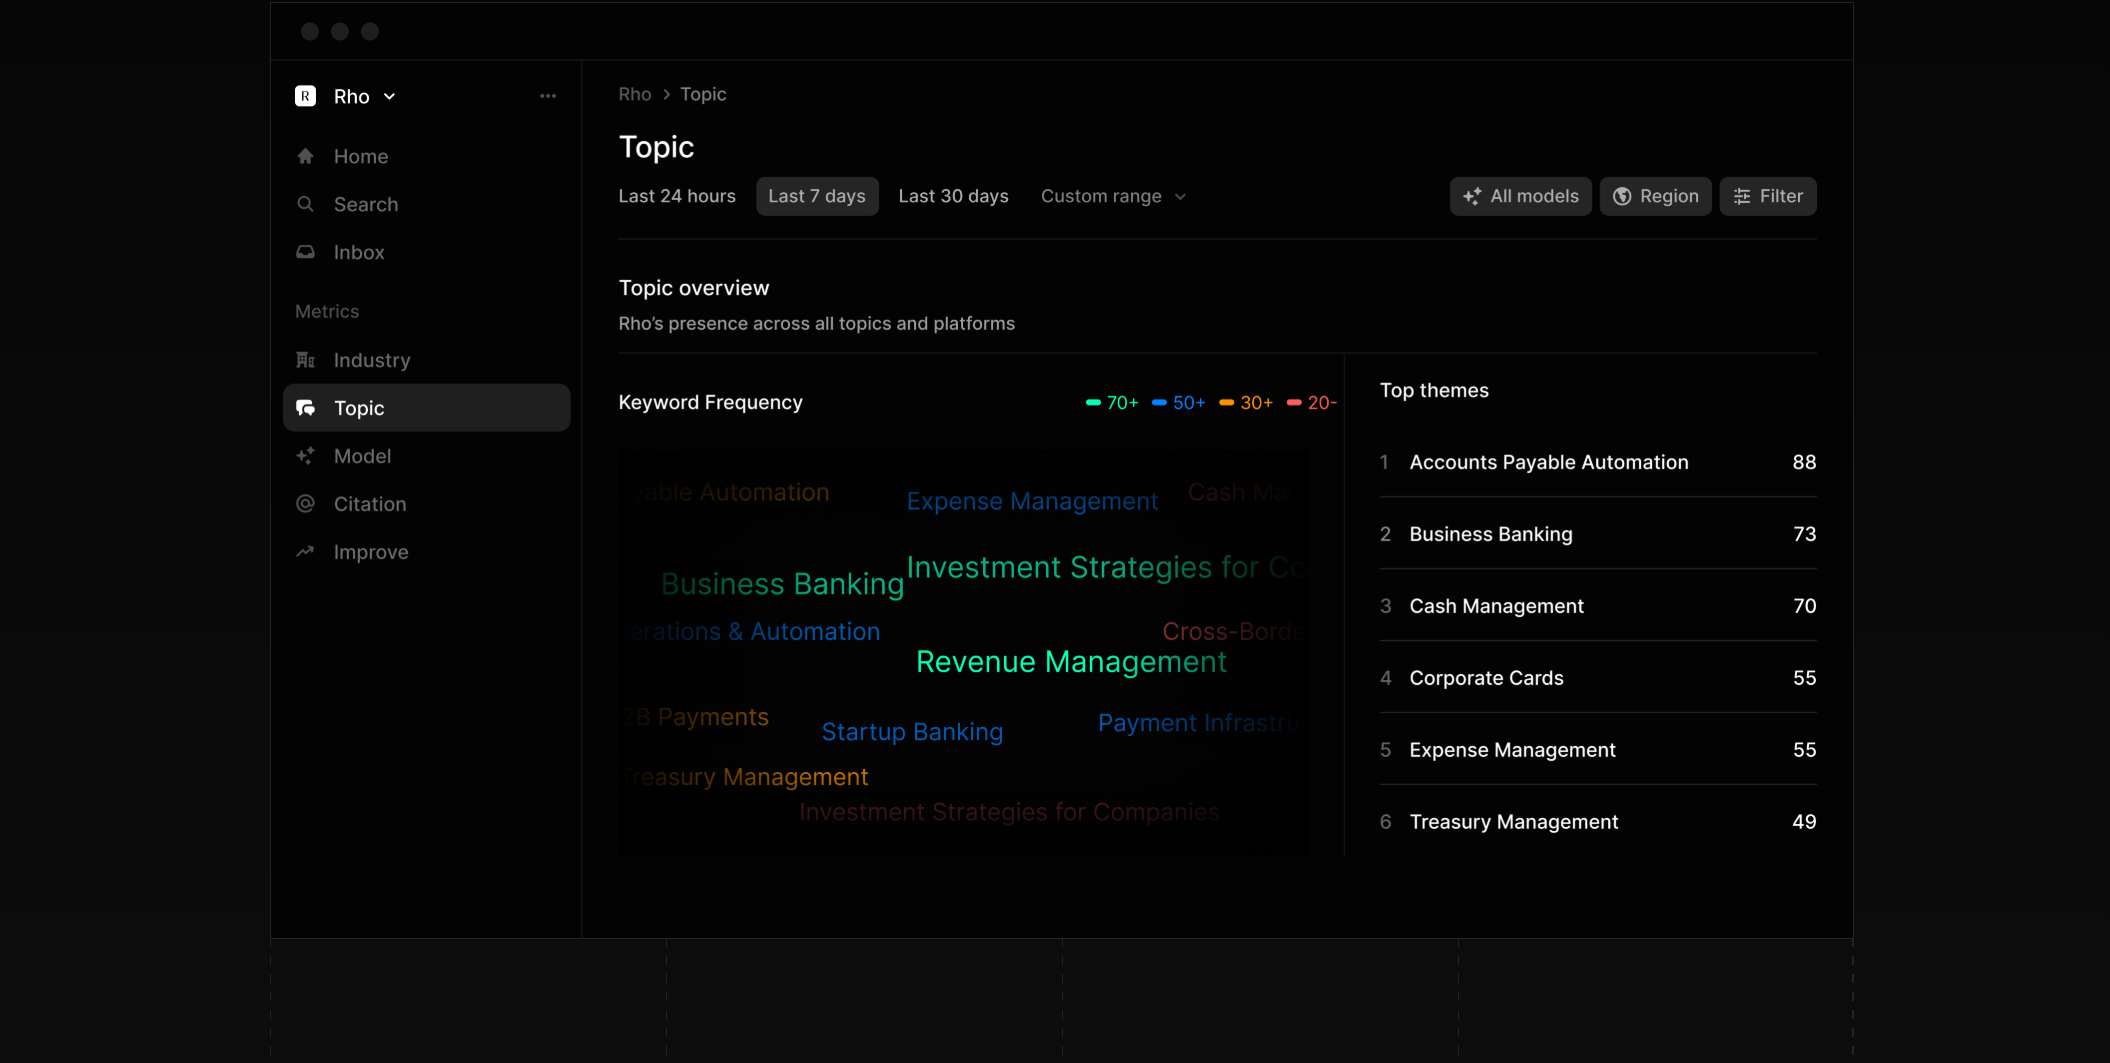 R Rho
Home
Search
Inbox
Metrics
Industry
Topic
Model
Citation
Improve
Rho > Topic
Topic
Last 24 hours Last 7 days Last 30 days Custom range
All models Region Filter
Topic overview
Rho’s presence across all topics and platforms
Keyword Frequency
70+ 50+ 30+ 20-
yable Automation Expense Management Cash Ma
Investment Strategies for Co
Business Banking
erations & Automation Cross-Borde
Revenue Management
2B Payments Startup Banking Payment Infrastru
Treasury Management
Investment Strategies for Companies
Top themes
1 Accounts Payable Automation 88
2 Business Banking 73
3 Cash Management 70
4 Corporate Cards 55
5 Expense Management 55
6 Treasury Management 49